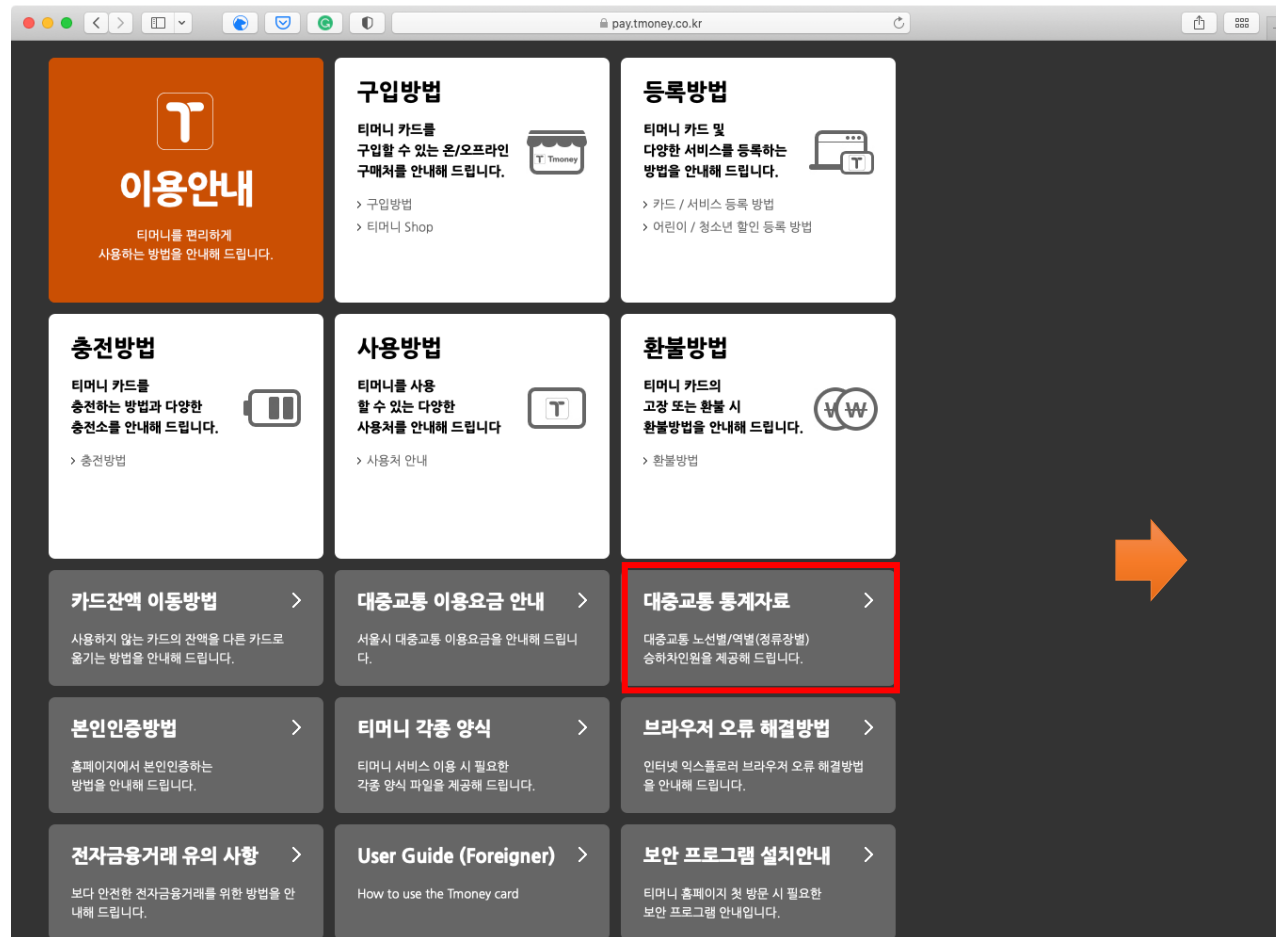 pay.tmoney.co.kr
T
이용안내
티머니를 편리하게
사용하는 방법을 안내해 드립니다.
구입방법
티머니 카드를
구입할 수 있는 온/오프라인
구매처를 안내해 드립니다.
T Tmoney
> 구입방법
> 티머니 Shop
등록방법
티머니 카드 및
다양한 서비스를 등록하는
방법을 안내해 드립니다.
T
> 카드 / 서비스 등록 방법
> 어린이 / 청소년 할인 등록 방법
충전방법
티머니 카드를
충전하는 방법과 다양한
충전소를 안내해 드립니다.
> 충전방법
사용방법
티머니를 사용
할 수 있는 다양한
사용처를 안내해 드립니다
T
> 사용처 안내
환불방법
티머니 카드의
고장 또는 환불 시
환불방법을 안내해 드립니다.
₩ ₩
> 환불방법
카드잔액 이동방법 >
사용하지 않는 카드의 잔액을 다른 카드로
옮기는 방법을 안내해 드립니다.
대중교통 이용요금 안내 >
서울시 대중교통 이용요금을 안내해 드립니
다.
대중교통 통계자료 >
대중교통 노선별/역별(정류장별)
승하차인원을 제공해 드립니다.
본인인증방법 >
홈페이지에서 본인인증하는
방법을 안내해 드립니다.
티머니 각종 양식 >
티머니 서비스 이용 시 필요한
각종 양식 파일을 제공해 드립니다.
브라우저 오류 해결방법 >
인터넷 익스플로러 브라우저 오류 해결방법
을 안내해 드립니다.
전자금융거래 유의 사항 >
보다 안전한 전자금융거래를 위한 방법을 안
내해 드립니다.
User Guide (Foreigner) >
How to use the Tmoney card
보안 프로그램 설치안내 >
티머니 홈페이지 첫 방문 시 필요한
보안 프로그램 안내입니다.